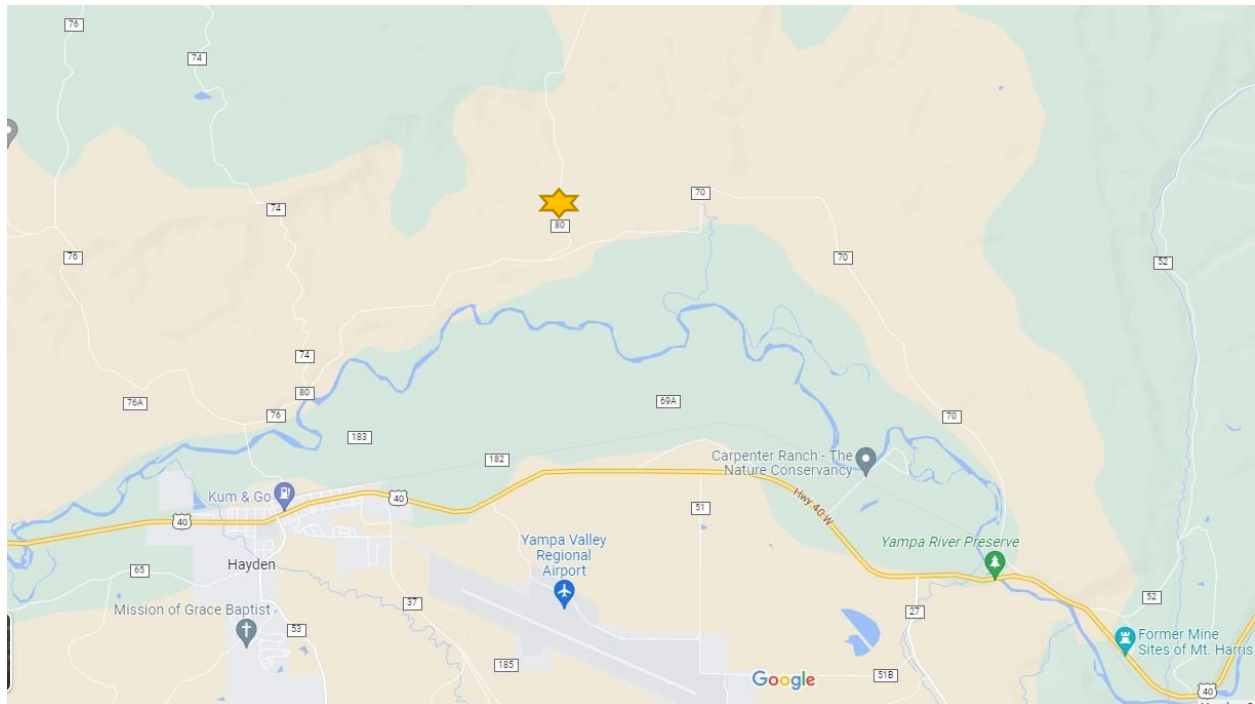 76
74
70
74
80
76
70
52
74
80
76A
76
69A
70
183
182
Carpenter Ranch - The
Nature Conservancy
Kum & Go
40
40
51
Hwy 40 W
Yampa Valley
Regional
Airport
Yampa River Preserve
Hayden
65
37
27
52
Mission of Grace Baptist
53
Former Mine
Sites of Mt. Harris
185
Google
51B
40